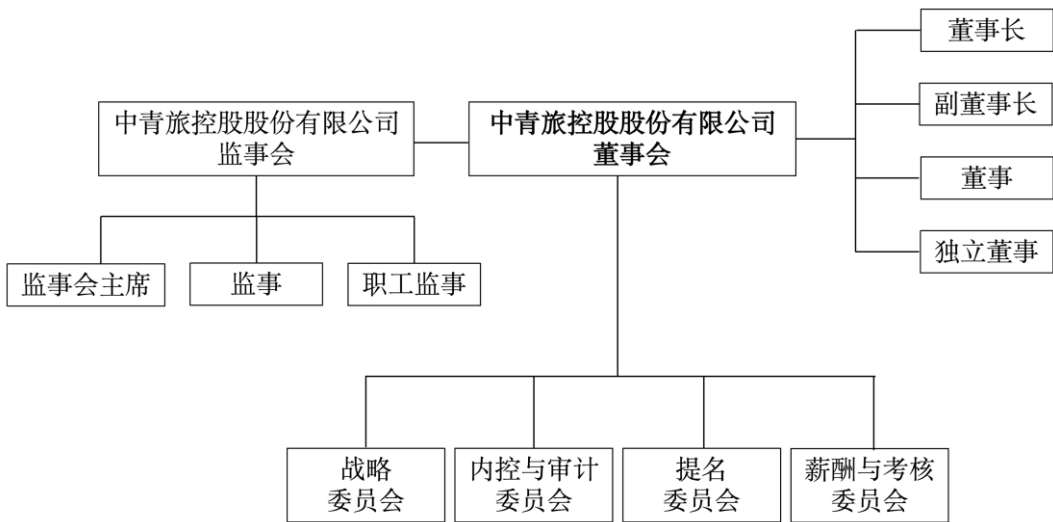 董事长
副董事长
董事
独立董事
中青旅控股股份有限公司
监事会
中青旅控股股份有限公司
董事会
监事会主席
监事
职工监事
战略
委员会
内控与审计
委员会
提名
委员会
薪酬与考核
委员会